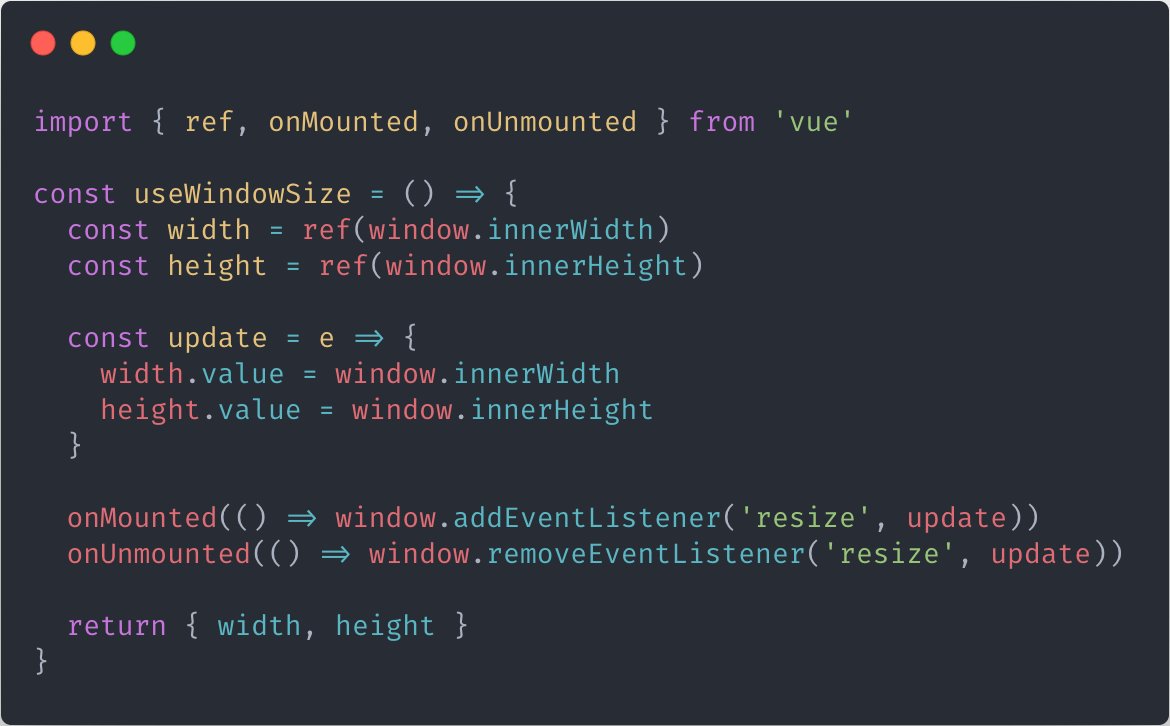 import { ref, onMounted, onUnmounted } from 'vue'
const useWindowSize = () => {
  const width = ref(window.innerWidth)
  const height = ref(window.innerHeight)
  const update = e => {
    width.value = window.innerWidth
    height.value = window.innerHeight
  }
  onMounted(() => window.addEventListener('resize', update))
  onUnmounted(() => window.removeEventListener('resize', update))
  return { width, height }
}